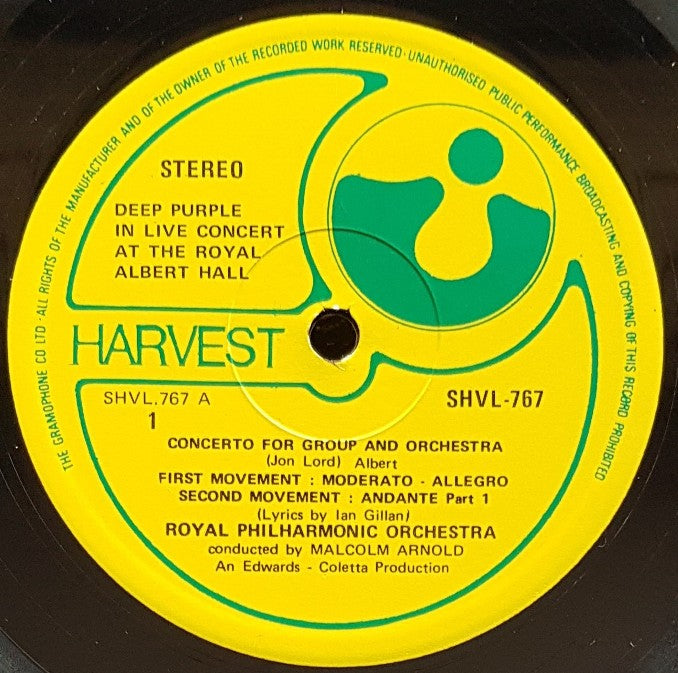 THE GRAMOPHONE CO LTD · ALL RIGHTS OF THE MANUFACTURER AND OF THE OWNER OF THE RECORDED WORK RESERVED · UNAUTHORISED PUBLIC PERFORMANCE BROADCASTING AND COPYING OF THIS RECORD PROHIBITED
STEREO
DEEP PURPLE
IN LIVE CONCERT
AT THE ROYAL
ALBERT HALL
HARVEST
SHVL.767 A
1
SHVL-767
CONCERTO FOR GROUP AND ORCHESTRA
(Jon Lord) Albert
FIRST MOVEMENT : MODERATO - ALLEGRO
SECOND MOVEMENT : ANDANTE Part 1
(Lyrics by Ian Gillan)
ROYAL PHILHARMONIC ORCHESTRA
conducted by MALCOLM ARNOLD
An Edwards - Coletta Production